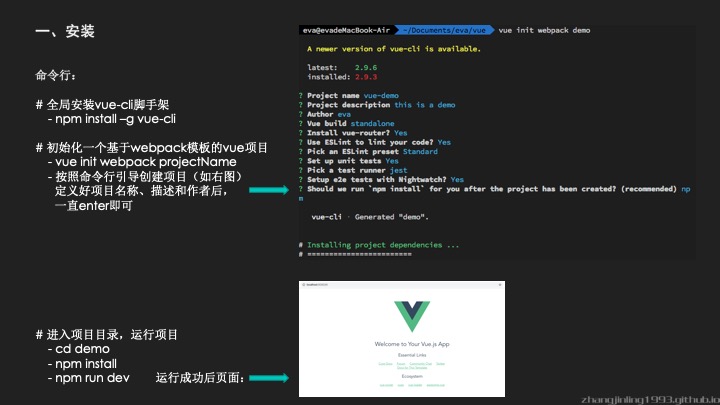 一、安装
命令行：
# 全局安装vue-cli脚手架
- npm install –g vue-cli
# 初始化一个基于webpack模板的vue项目
- vue init webpack projectName
- 按照命令行引导创建项目（如右图）
定义好项目名称、描述和作者后，
一直enter即可
eva@evadeMacBook-Air ~/Documents/eva/vue vue init webpack demo
A newer version of vue-cli is available.
latest: 2.9.6
installed: 2.9.3
? Project name vue-demo
? Project description this is a demo
? Author eva
? Vue build standalone
? Install vue-router? Yes
? Use ESLint to lint your code? Yes
? Pick an ESLint preset Standard
? Set up unit tests Yes
? Pick a test runner jest
? Setup e2e tests with Nightwatch? Yes
? Should we run `npm install` for you after the project has been created? (recommended) np
m
vue-cli · Generated "demo".
# Installing project dependencies ...
# ========================
# 进入项目目录，运行项目
- cd demo
- npm install
- npm run dev 运行成功后页面：
Welcome to Your Vue.js App
Essential Links
Ecosystem
zhangjinling1993.github.io